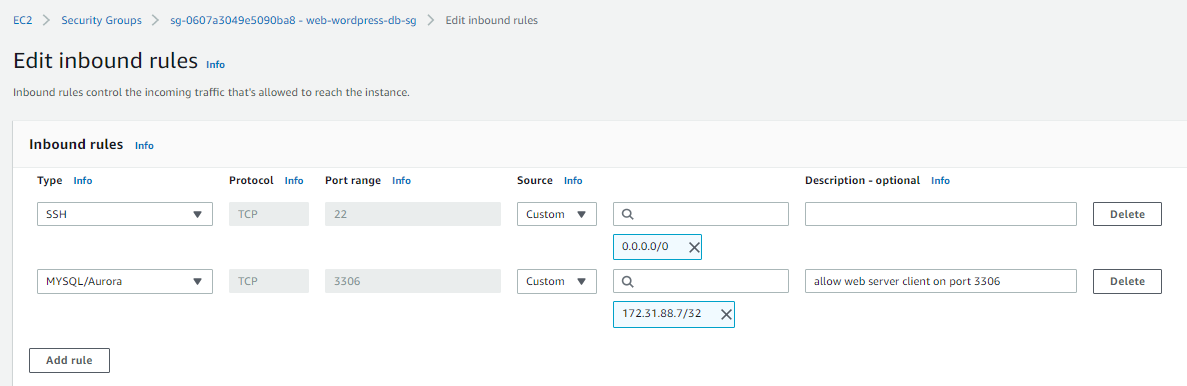 EC2 > Security Groups > sg-0607a3049e5090ba8 - web-wordpress-db-sg > Edit inbound rules
Edit inbound rules Info
Inbound rules control the incoming traffic that's allowed to reach the instance.
Inbound rules Info
Type Info Protocol Info Port range Info Source Info Description - optional Info
SSH TCP 22 Custom Delete
0.0.0.0/0
MYSQL/Aurora TCP 3306 Custom allow web server client on port 3306 Delete
172.31.88.7/32
Add rule